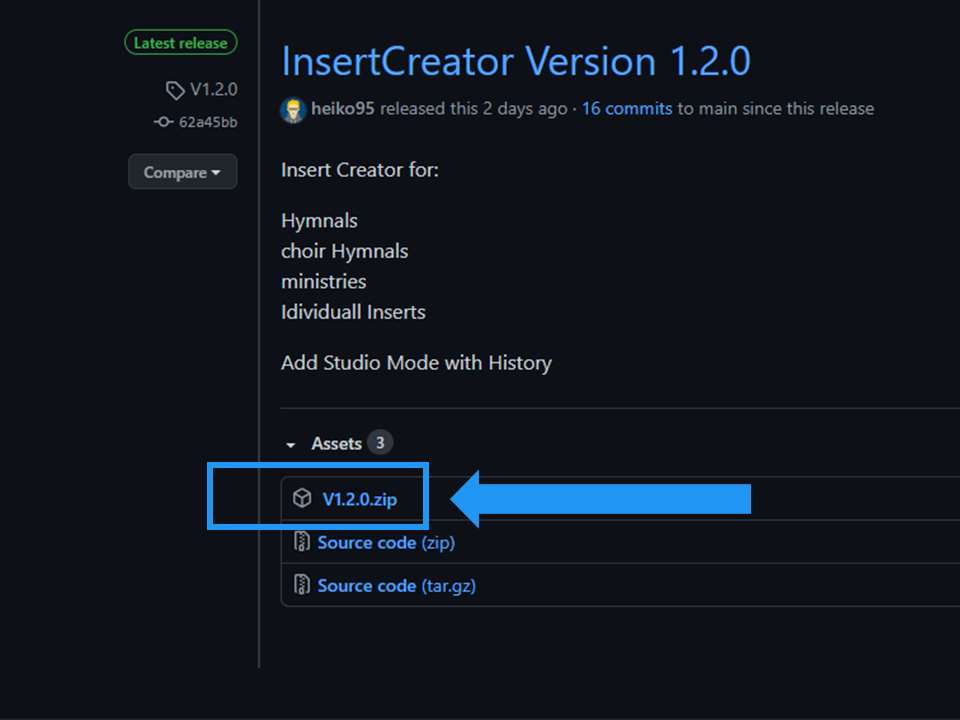 Latest release
V1.2.0
62a45bb
Compare
InsertCreator Version 1.2.0
heiko95 released this 2 days ago · 16 commits to main since this release
Insert Creator for:
Hymnals
choir Hymnals
ministries
Idividuall Inserts
Add Studio Mode with History
Assets 3
V1.2.0.zip
Source code (zip)
Source code (tar.gz)